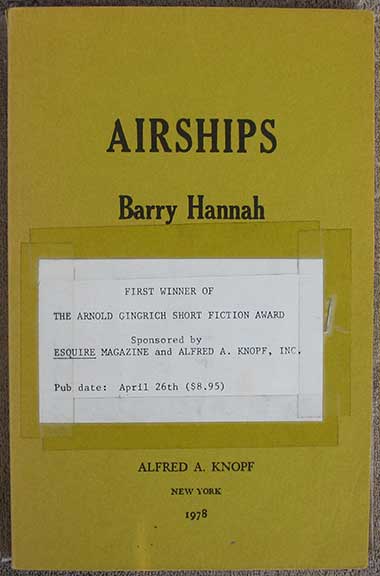 AIRSHIPS
Barry Hannah
FIRST WINNER OF
THE ARNOLD GINGRICH SHORT FICTION AWARD
Sponsored by
ESQUIRE MAGAZINE and ALFRED A. KNOPF, INC.
Pub date: April 26th ($8.95)
ALFRED A. KNOPF
NEW YORK
1978